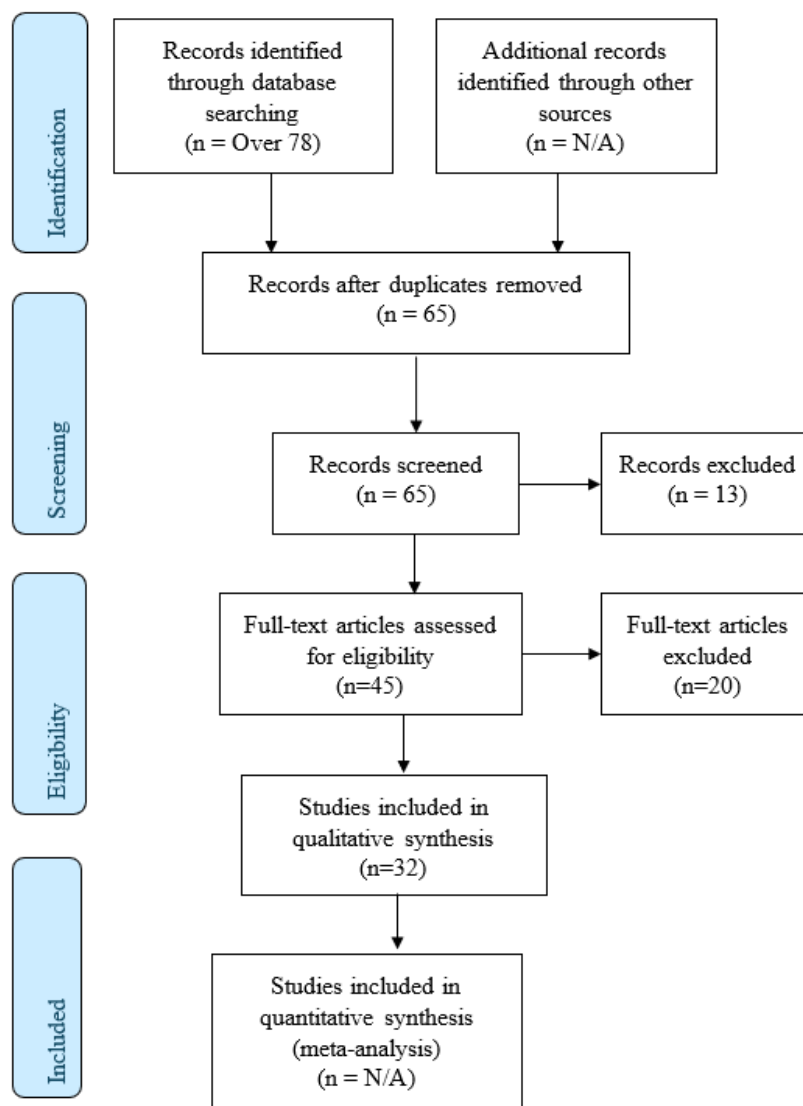 Identification
Records identified
through database
searching
(n = Over 78)
Additional records
identified through other
sources
(n = N/A)
Records after duplicates removed
(n = 65)
Screening
Records screened
(n = 65)
Records excluded
(n = 13)
Eligibility
Full-text articles assessed
for eligibility
(n=45)
Full-text articles
excluded
(n=20)
Studies included in
qualitative synthesis
(n=32)
Included
Studies included in
quantitative synthesis
(meta-analysis)
(n = N/A)